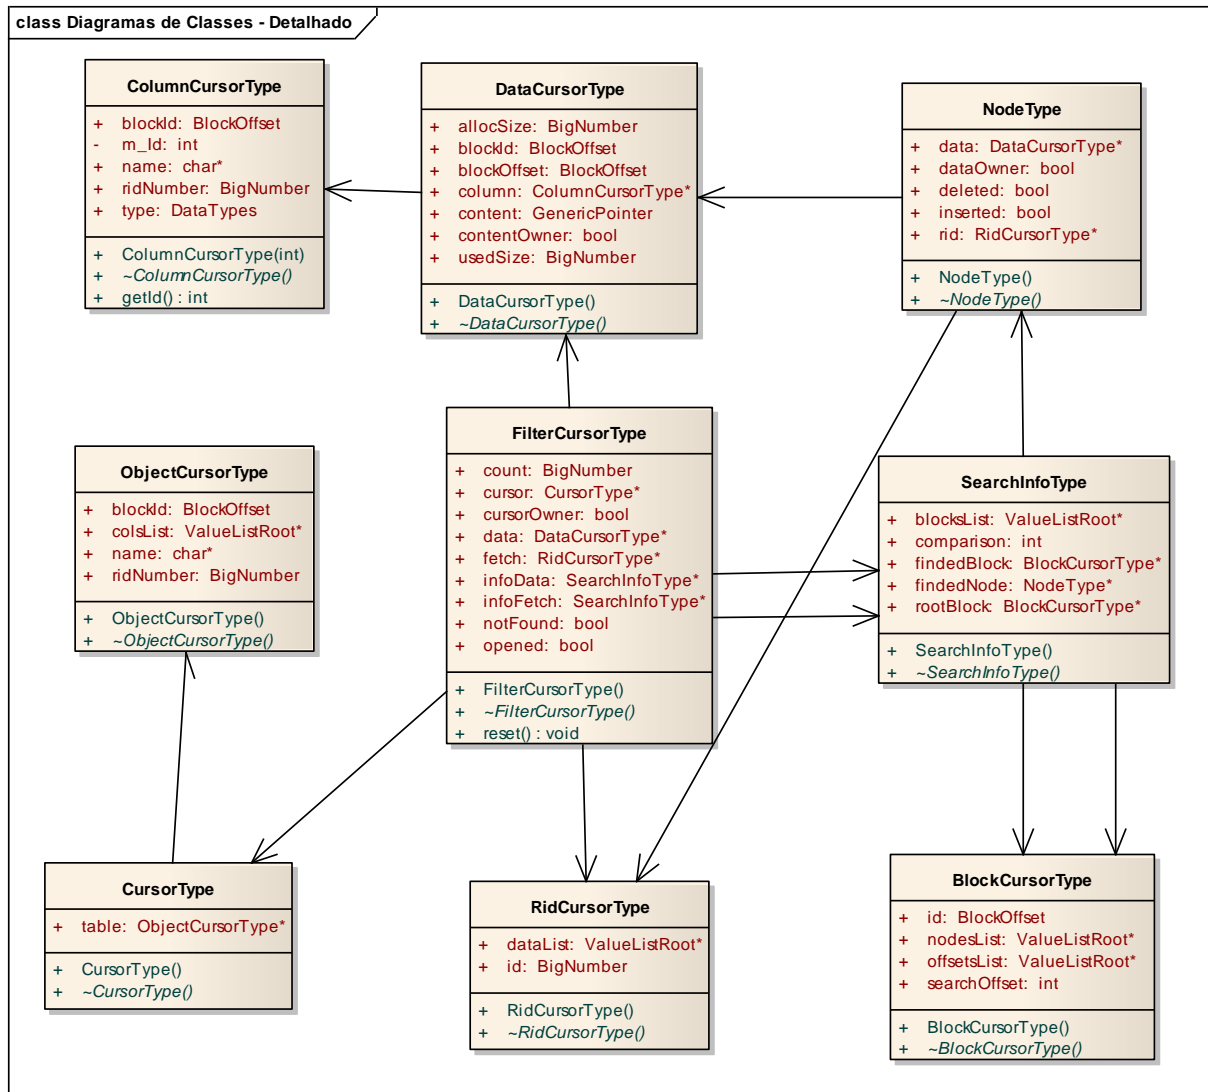 class Diagramas de Classes - Detalhado
ColumnCursorType
+ blockId: BlockOffset
- m_Id: int
+ name: char*
+ ridNumber: BigNumber
+ type: DataTypes
+ ColumnCursorType(int)
+ ~ColumnCursorType()
+ getId() : int
DataCursorType
+ allocSize: BigNumber
+ blockId: BlockOffset
+ blockOffset: BlockOffset
+ column: ColumnCursorType*
+ content: GenericPointer
+ contentOwner: bool
+ usedSize: BigNumber
+ DataCursorType()
+ ~DataCursorType()
NodeType
+ data: DataCursorType*
+ dataOwner: bool
+ deleted: bool
+ inserted: bool
+ rid: RidCursorType*
+ NodeType()
+ ~NodeType()
ObjectCursorType
+ blockId: BlockOffset
+ colsList: ValueListRoot*
+ name: char*
+ ridNumber: BigNumber
+ ObjectCursorType()
+ ~ObjectCursorType()
FilterCursorType
+ count: BigNumber
+ cursor: CursorType*
+ cursorOwner: bool
+ data: DataCursorType*
+ fetch: RidCursorType*
+ infoData: SearchInfoType*
+ infoFetch: SearchInfoType*
+ notFound: bool
+ opened: bool
+ FilterCursorType()
+ ~FilterCursorType()
+ reset() : void
SearchInfoType
+ blocksList: ValueListRoot*
+ comparison: int
+ findedBlock: BlockCursorType*
+ findedNode: NodeType*
+ rootBlock: BlockCursorType*
+ SearchInfoType()
+ ~SearchInfoType()
CursorType
+ table: ObjectCursorType*
+ CursorType()
+ ~CursorType()
RidCursorType
+ dataList: ValueListRoot*
+ id: BigNumber
+ RidCursorType()
+ ~RidCursorType()
BlockCursorType
+ id: BlockOffset
+ nodesList: ValueListRoot*
+ offsetsList: ValueListRoot*
+ searchOffset: int
+ BlockCursorType()
+ ~BlockCursorType()